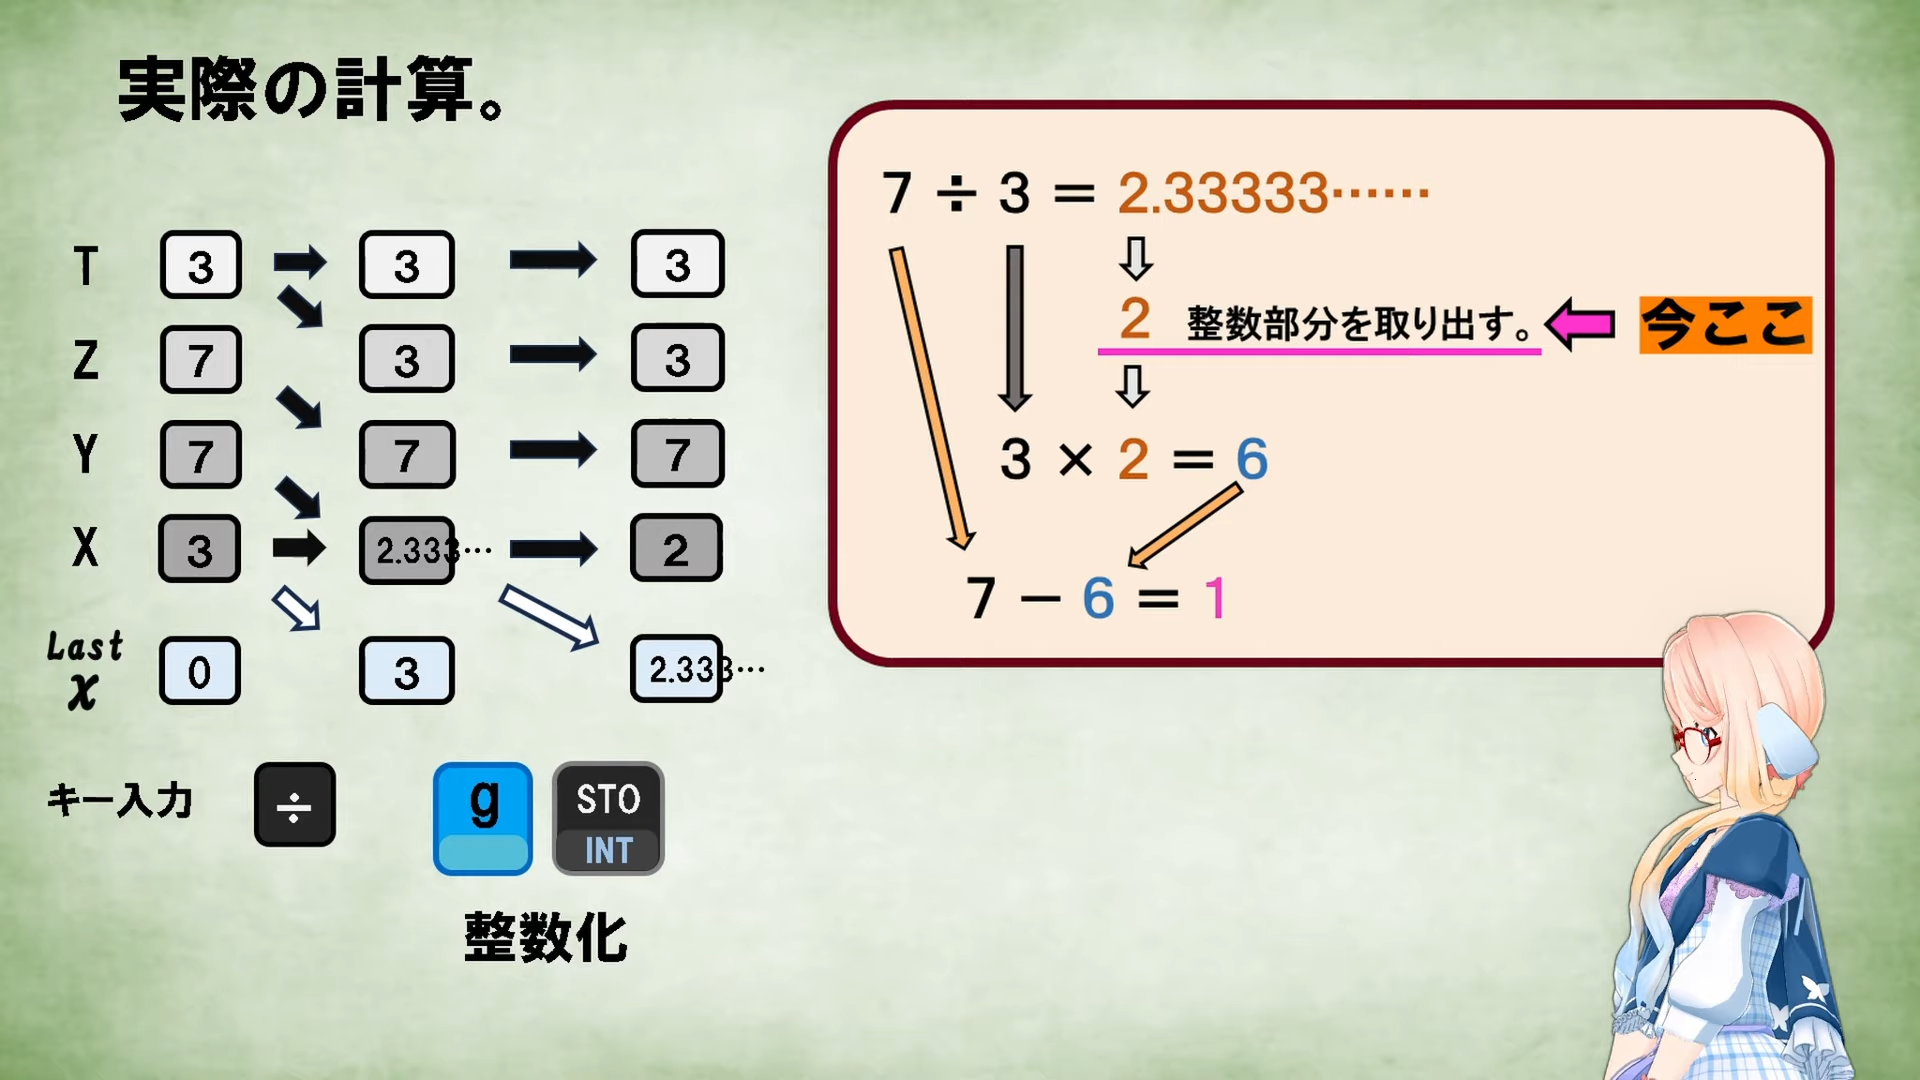 実際の計算。
T 3 3 3
Z 7 3 3
Y 7 7 7
X 3 2.333… 2
Last x 0 3 2.333…
キー入力 ÷ g STO
INT
整数化
7 ÷ 3 = 2.33333……
2 整数部分を取り出す。 今ここ
3 × 2 = 6
7 − 6 = 1